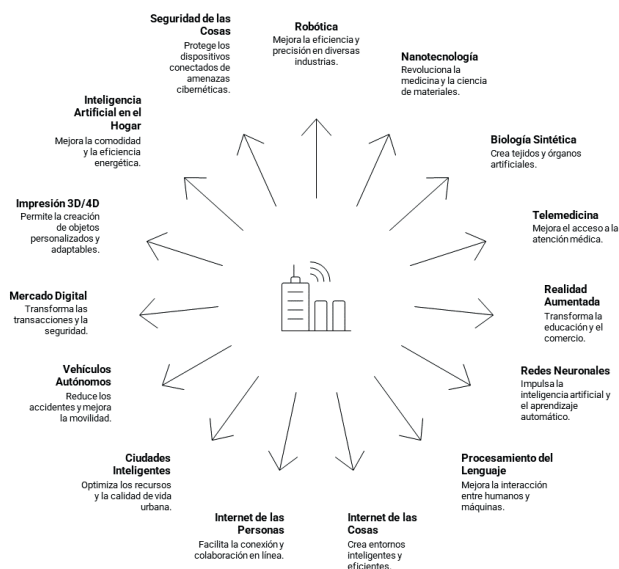 Seguridad de las
Cosas
Protege los
dispositivos
conectados de
amenazas
cibernéticas.
Robótica
Mejora la eficiencia y
precisión en diversas
industrias.
Nanotecnología
Revoluciona la
medicina y la ciencia
de materiales.
Inteligencia
Artificial en el
Hogar
Mejora la comodidad
y la eficiencia
energética.
Biología Sintética
Crea tejidos y órganos
artificiales.
Impresión 3D/4D
Permite la creación
de objetos
personalizados y
adaptables.
Telemedicina
Mejora el acceso a la
atención médica.
Mercado Digital
Transforma las
transacciones y la
seguridad.
Realidad
Aumentada
Transforma la
educación y el
comercio.
Vehículos
Autónomos
Reduce los
accidentes y mejora
la movilidad.
Redes Neuronales
Impulsa la
inteligencia artificial y
el aprendizaje
automático.
Ciudades
Inteligentes
Optimiza los recursos
y la calidad de vida
urbana.
Procesamiento del
Lenguaje
Mejora la interacción
entre humanos y
máquinas.
Internet de las
Personas
Facilita la conexión y
colaboración en línea.
Internet de las
Cosas
Crea entornos
inteligentes y
eficientes.